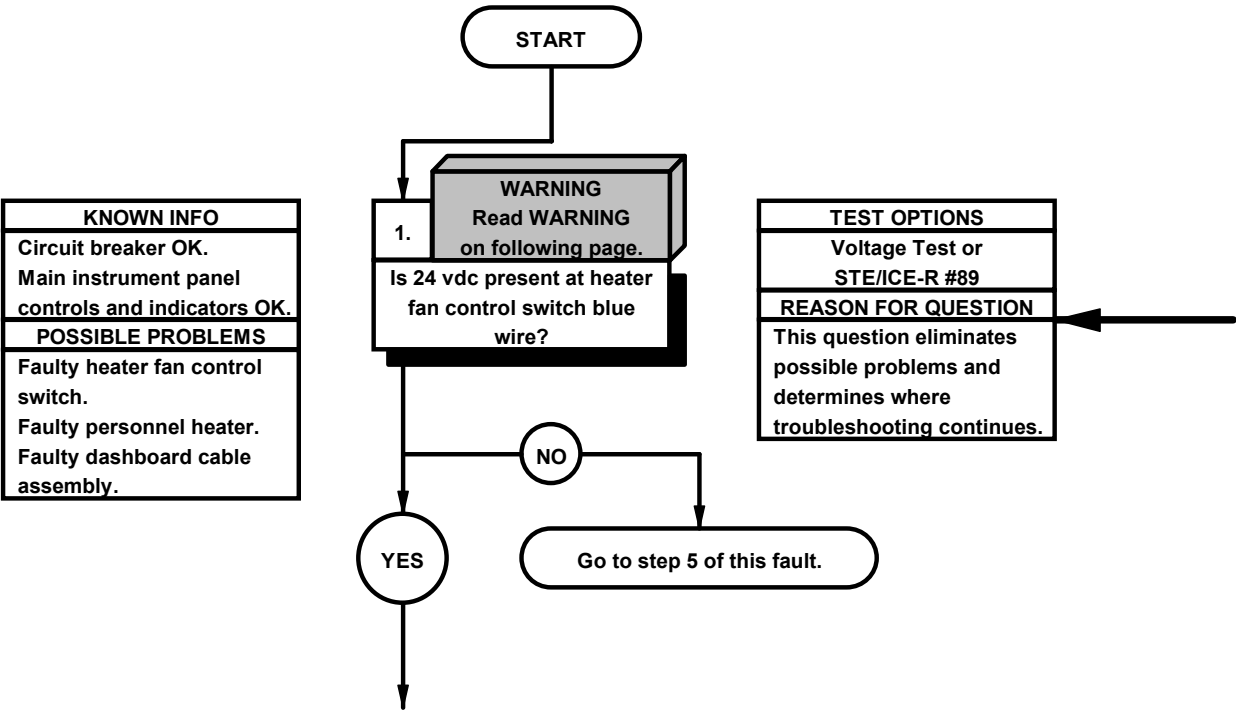 START
KNOWN INFO
Circuit breaker OK.
Main instrument panel
controls and indicators OK.
POSSIBLE PROBLEMS
Faulty heater fan control
switch.
Faulty personnel heater.
Faulty dashboard cable
assembly.
1.
WARNING
Read WARNING
on following page.
Is 24 vdc present at heater
fan control switch blue
wire?
TEST OPTIONS
Voltage Test or
STE/ICE-R #89
REASON FOR QUESTION
This question eliminates
possible problems and
determines where
troubleshooting continues.
NO
YES
Go to step 5 of this fault.